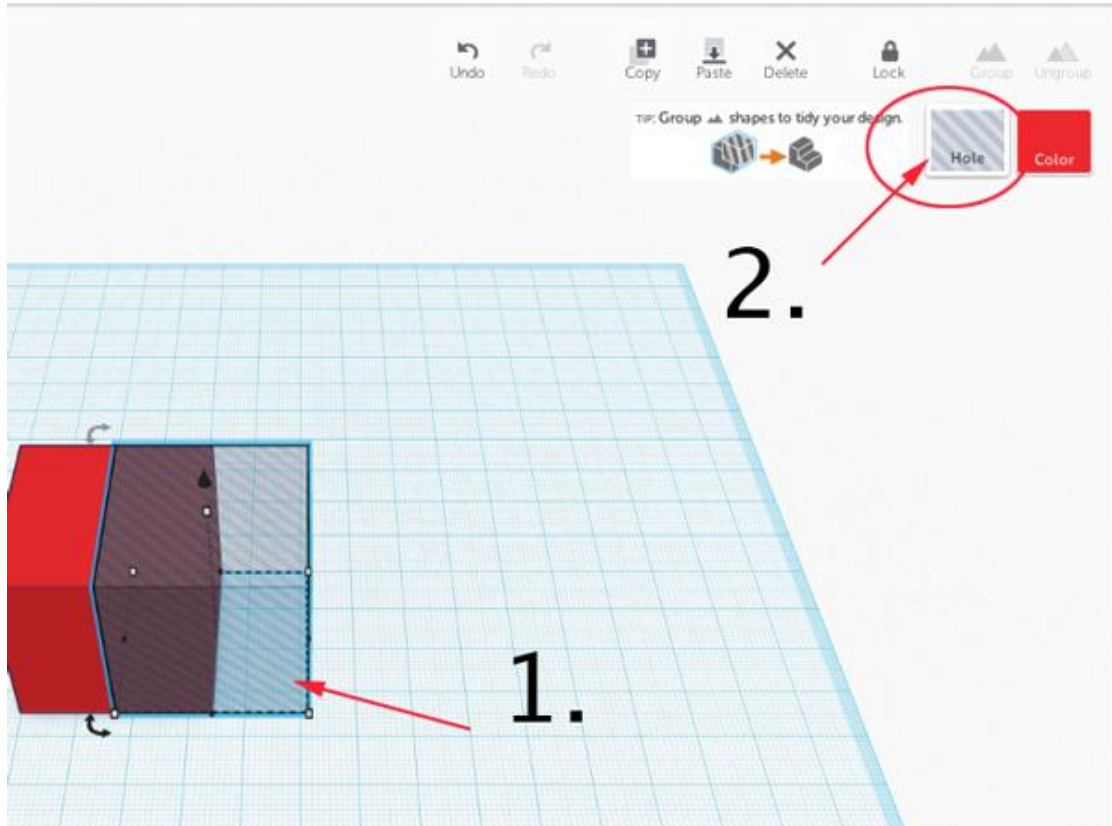 Undo Redo Copy Paste Delete Lock Group Ungroup
TIP: Group shapes to tidy your design.
Hole Color
2.
1.